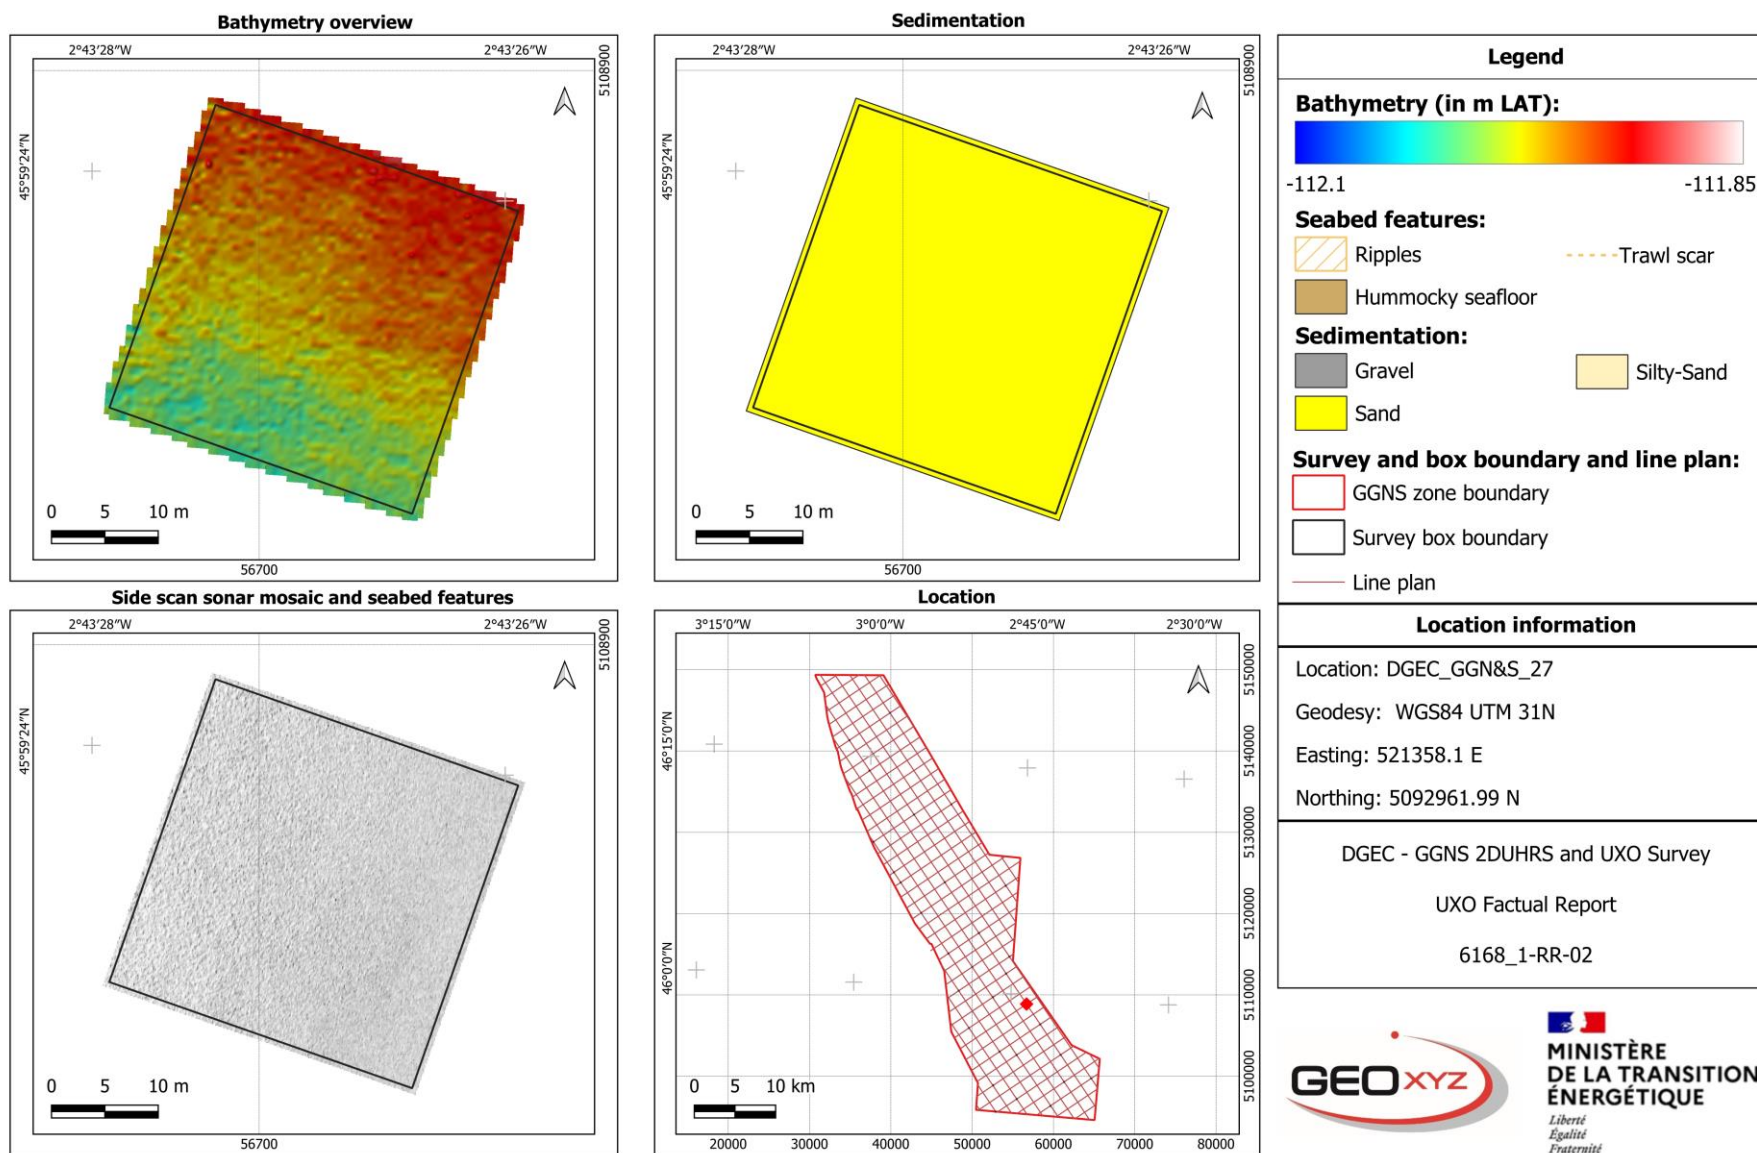 Bathymetry overview
2°43'28"W
2°43'26"W
5108900
45°59'24"N
0 5 10 m
56700
Sedimentation
2°43'28"W
2°43'26"W
5108900
45°59'24"N
0 5 10 m
56700
Side scan sonar mosaic and seabed features
2°43'28"W
2°43'26"W
5108900
45°59'24"N
0 5 10 m
56700
Location
3°15'0"W
3°0'0"W
2°45'0"W
2°30'0"W
46°15'0"N
46°0'0"N
5150000
5140000
5130000
5120000
5110000
5100000
0 5 10 km
20000
30000
40000
50000
60000
70000
80000
Legend
Bathymetry (in m LAT):
-112.1
-111.85
Seabed features:
Ripples
Trawl scar
Hummocky seafloor
Sedimentation:
Gravel
Silty-Sand
Sand
Survey and box boundary and line plan:
GGNS zone boundary
Survey box boundary
Line plan
Location information
Location: DGEC_GGN&S_27
Geodesy: WGS84 UTM 31N
Easting: 521358.1 E
Northing: 5092961.99 N
DGEC - GGNS 2DUHRS and UXO Survey
UXO Factual Report
6168_1-RR-02
GEO XYZ
MINISTÈRE
DE LA TRANSITION
ÉNERGÉTIQUE
Liberté
Égalité
Fraternité